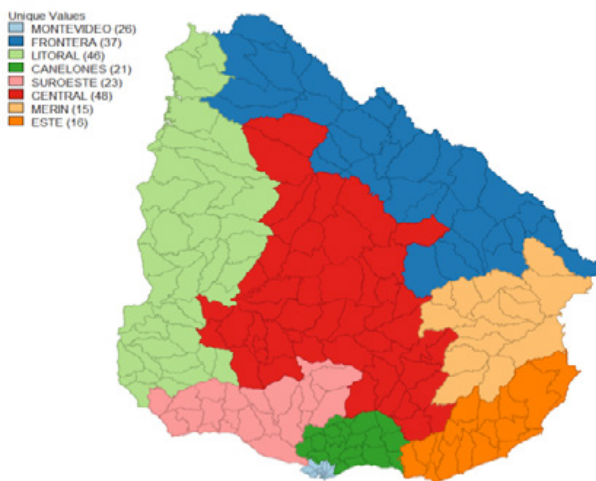 Unique Values
MONTEVIDEO (26)
FRONTERA (37)
LITORAL (46)
CANELONES (21)
SUROESTE (23)
CENTRAL (48)
MERIN (15)
ESTE (16)